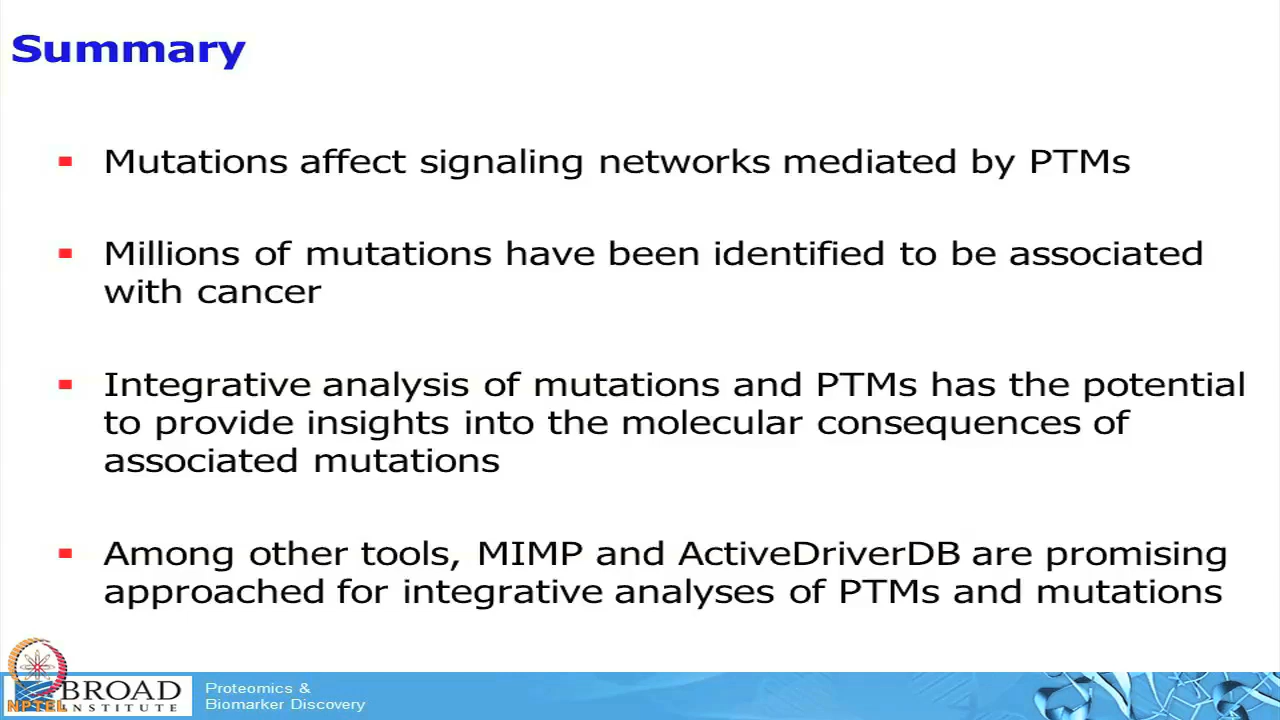 Summary
Mutations affect signaling networks mediated by PTMs
Millions of mutations have been identified to be associated
with cancer
Integrative analysis of mutations and PTMs has the potential
to provide insights into the molecular consequences of
associated mutations
Among other tools, MIMP and ActiveDriverDB are promising
approached for integrative analyses of PTMs and mutations
BROAD
INSTITUTE
NPTEL
Proteomics &
Biomarker Discovery